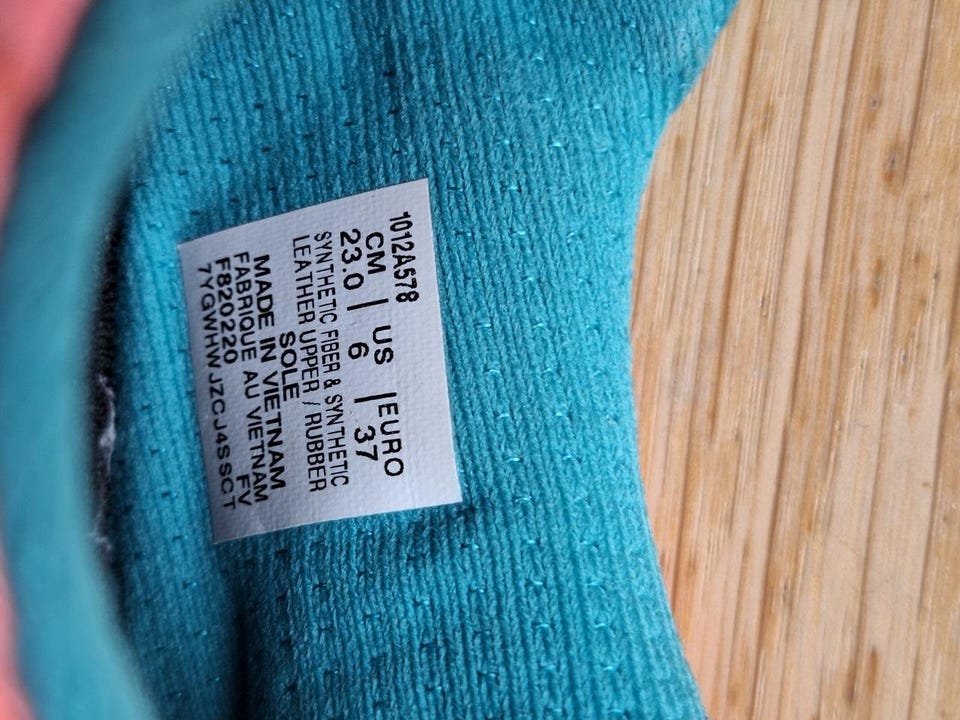 1012A578
CM | US | EURO
23.0 | 6 | 37
SYNTHETIC FIBER & SYNTHETIC
LEATHER UPPER / RUBBER
SOLE
MADE IN VIETNAM
FABRIQUE AU VIETNAM
F820220 FV
7YGWHWJZCJ4SSCT